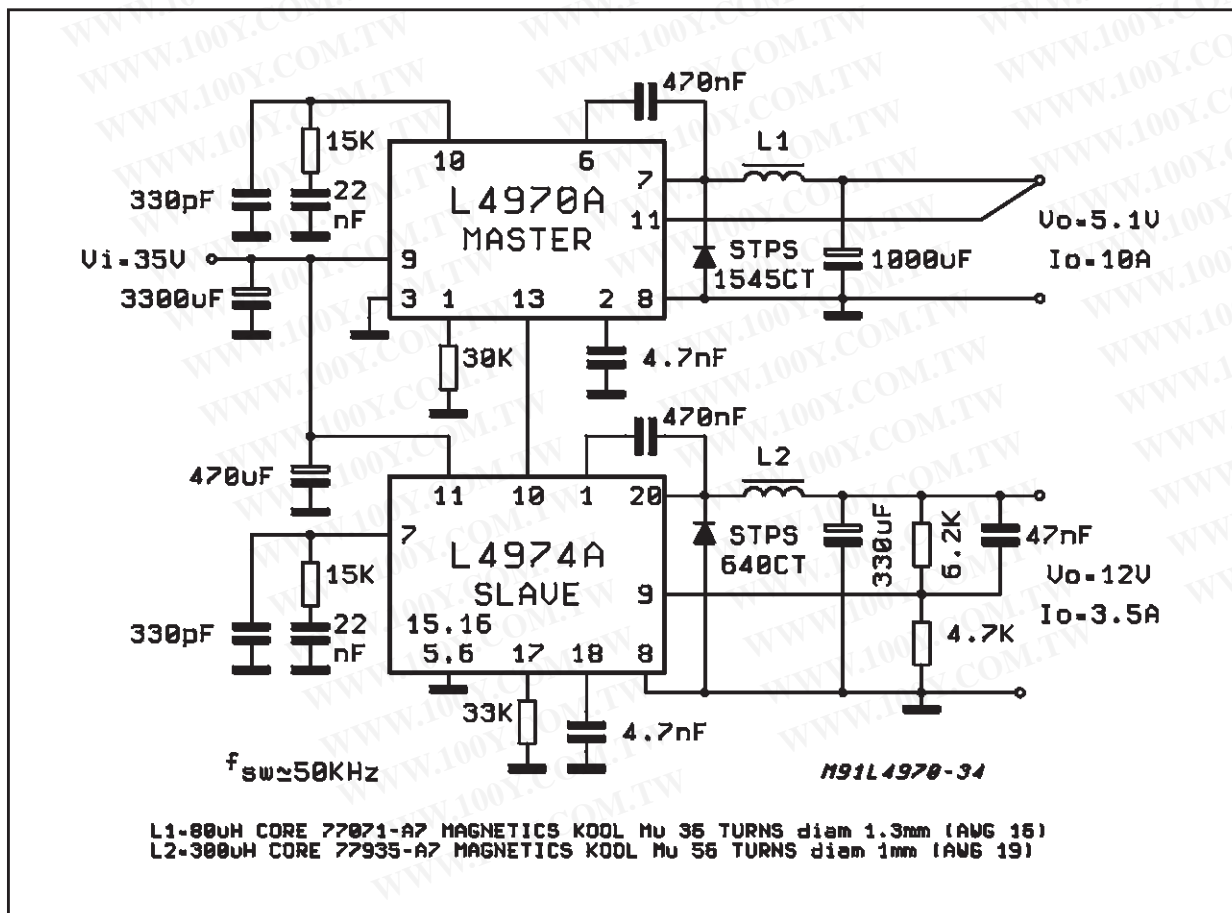 470nF
15K
10
6
L1
7
330pF
22
nF
L4970A
MASTER
11
Vo=5.1V
Vi=35V
9
STPS
1545CT
1000uF
Io=10A
3300uF
3
1
13
2
8
30K
4.7nF
470nF
470uF
L2
11
10
1
20
7
L4974A
SLAVE
STPS
640CT
330uF
6.2K
47nF
15K
9
Vo=12V
Io=3.5A
330pF
22
nF
15.16
5.6
17
18
8
4.7K
33K
4.7nF
fsw≃50KHz
M91L4970-34
L1=80uH CORE 77071-A7 MAGNETICS KOOL Mu 35 TURNS diam 1.3mm (AWG 16)
L2=300uH CORE 77935-A7 MAGNETICS KOOL Mu 56 TURNS diam 1mm (AWG 19)
WWW.100Y.COM.TW